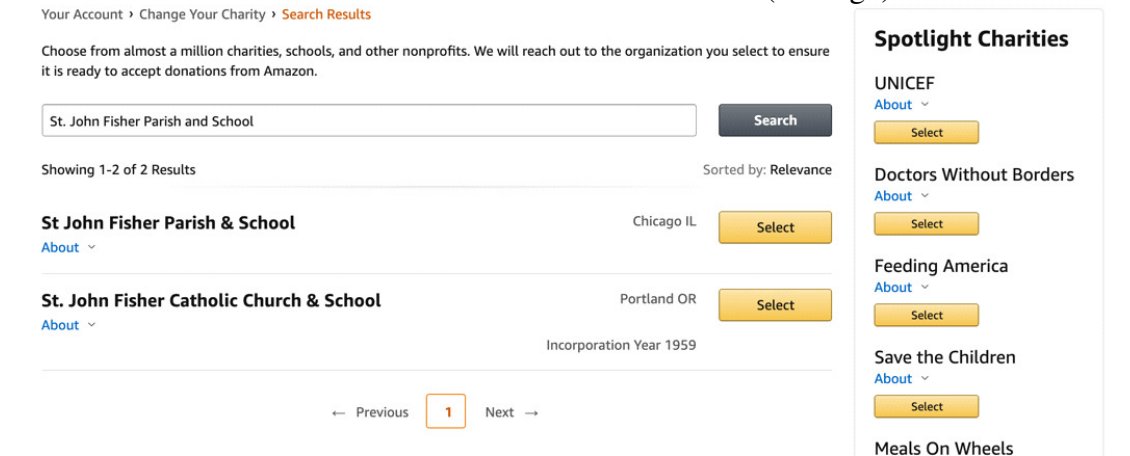 Your Account › Change Your Charity › Search Results
Choose from almost a million charities, schools, and other nonprofits. We will reach out to the organization you select to ensure
it is ready to accept donations from Amazon.
St. John Fisher Parish and School
Search
Showing 1-2 of 2 Results
Sorted by: Relevance
St John Fisher Parish & School
Chicago IL
Select
About
St. John Fisher Catholic Church & School
Portland OR
Select
About
Incorporation Year 1959
← Previous 1 Next →
Spotlight Charities
UNICEF
About
Select
Doctors Without Borders
About
Select
Feeding America
About
Select
Save the Children
About
Select
Meals On Wheels